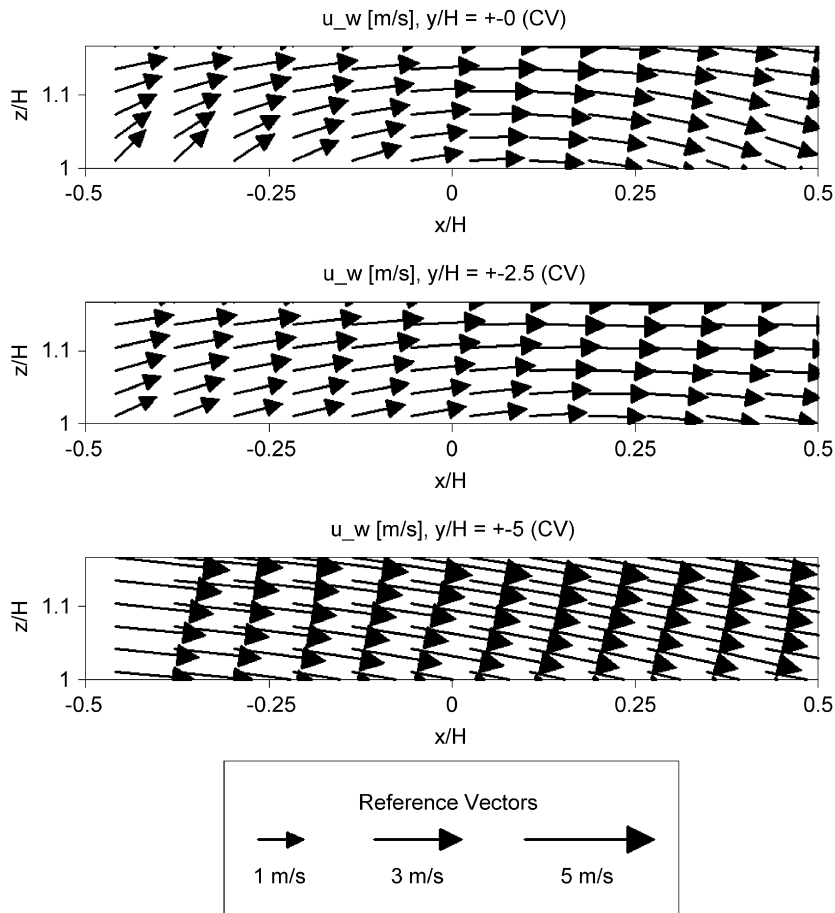 u_w [m/s], y/H = +-0 (CV)
z/H
1.1
1
-0.5
-0.25
0
0.25
0.5
x/H
u_w [m/s], y/H = +-2.5 (CV)
z/H
1.1
1
-0.5
-0.25
0
0.25
0.5
x/H
u_w [m/s], y/H = +-5 (CV)
z/H
1.1
1
-0.5
-0.25
0
0.25
0.5
x/H
Reference Vectors
1 m/s
3 m/s
5 m/s